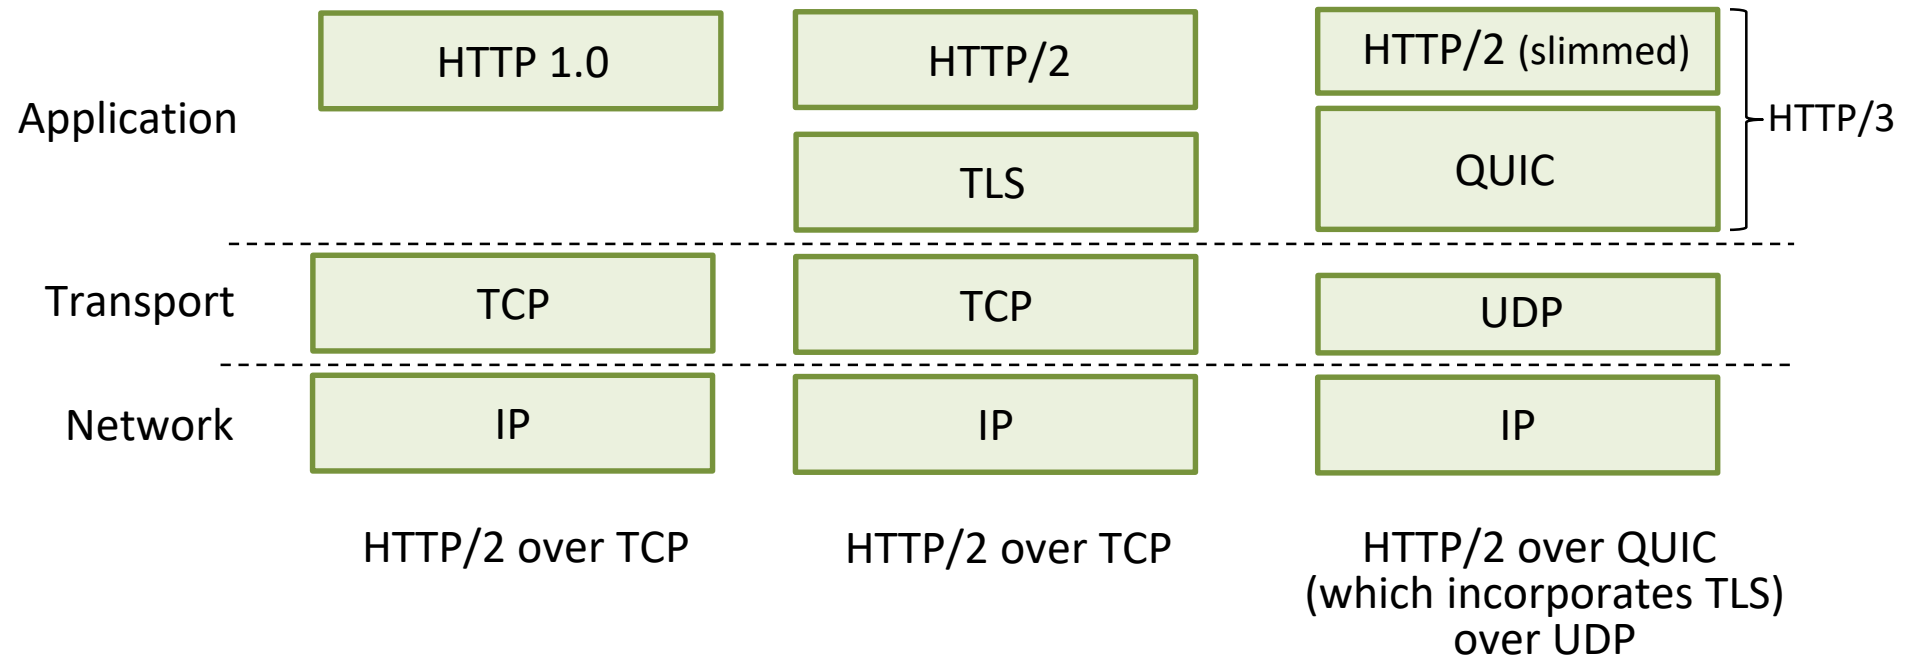 HTTP 1.0
HTTP/2
HTTP/2 (slimmed)
Application
HTTP/3
TLS
QUIC
Transport
TCP
TCP
UDP
Network
IP
IP
IP
HTTP/2 over TCP
HTTP/2 over TCP
HTTP/2 over QUIC
(which incorporates TLS)
over UDP